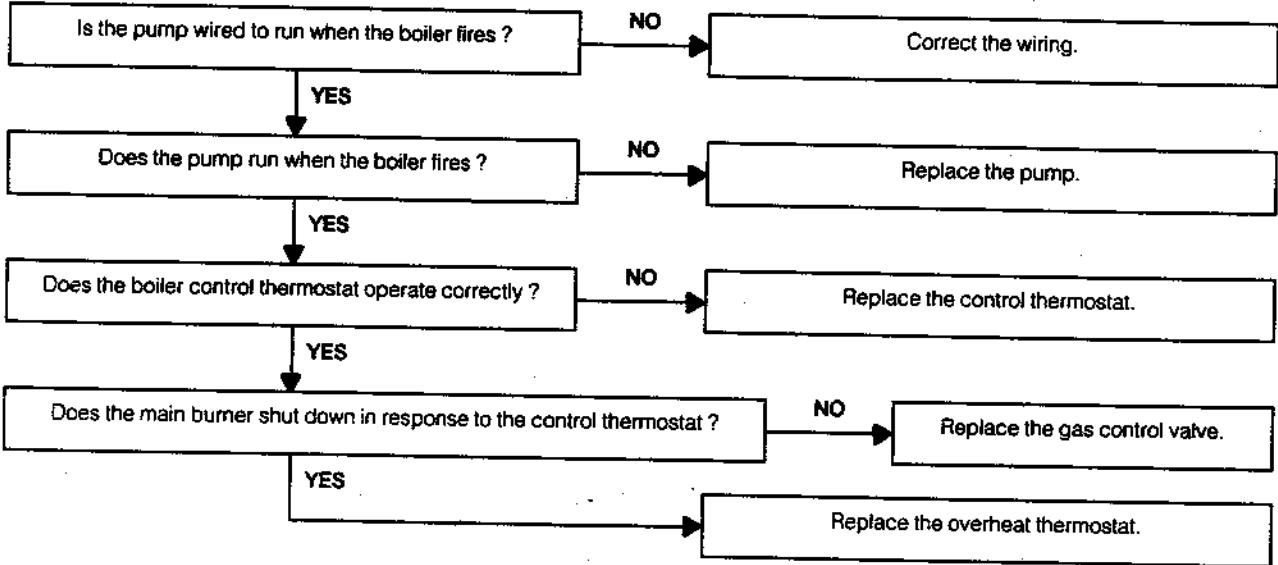 Is the pump wired to run when the boiler fires ?
NO
Correct the wiring.
YES
Does the pump run when the boiler fires ?
NO
Replace the pump.
YES
Does the boiler control thermostat operate correctly ?
NO
Replace the control thermostat.
YES
Does the main burner shut down in response to the control thermostat ?
NO
Replace the gas control valve.
YES
Replace the overheat thermostat.